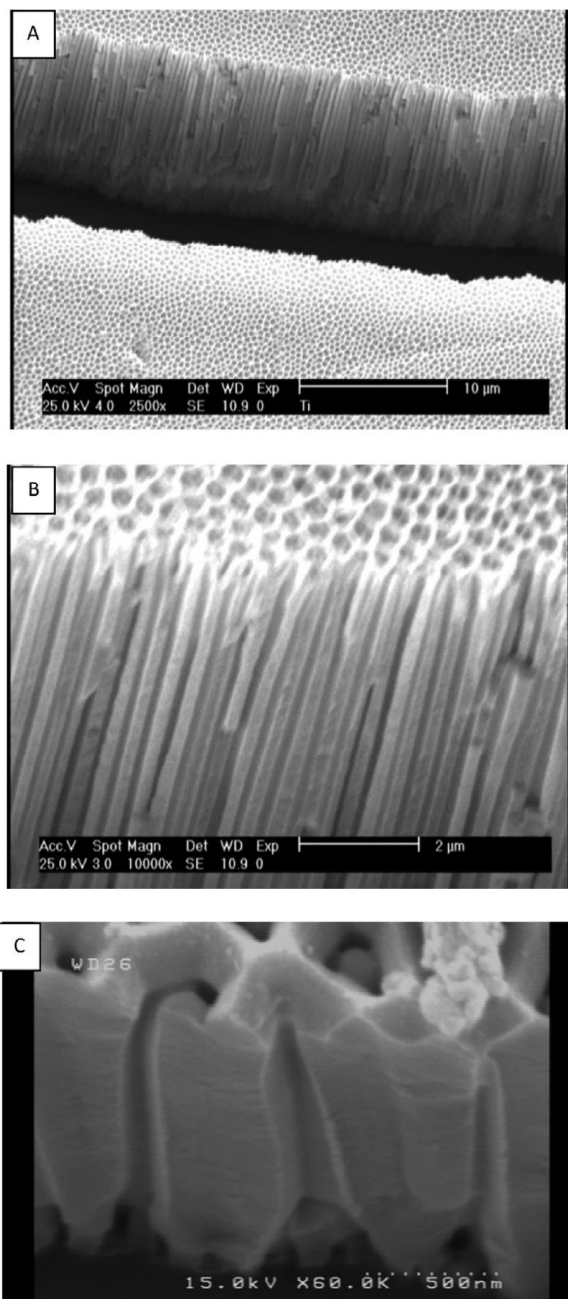 A
Acc.V Spot Magn Det WD Exp
25.0 kV 4.0 2500x SE 10.9 0 Ti
10 µm
B
Acc.V Spot Magn Det WD Exp
25.0 kV 3.0 10000x SE 10.9 0
2 µm
C
WD26
15.0kV X60.0K 500nm